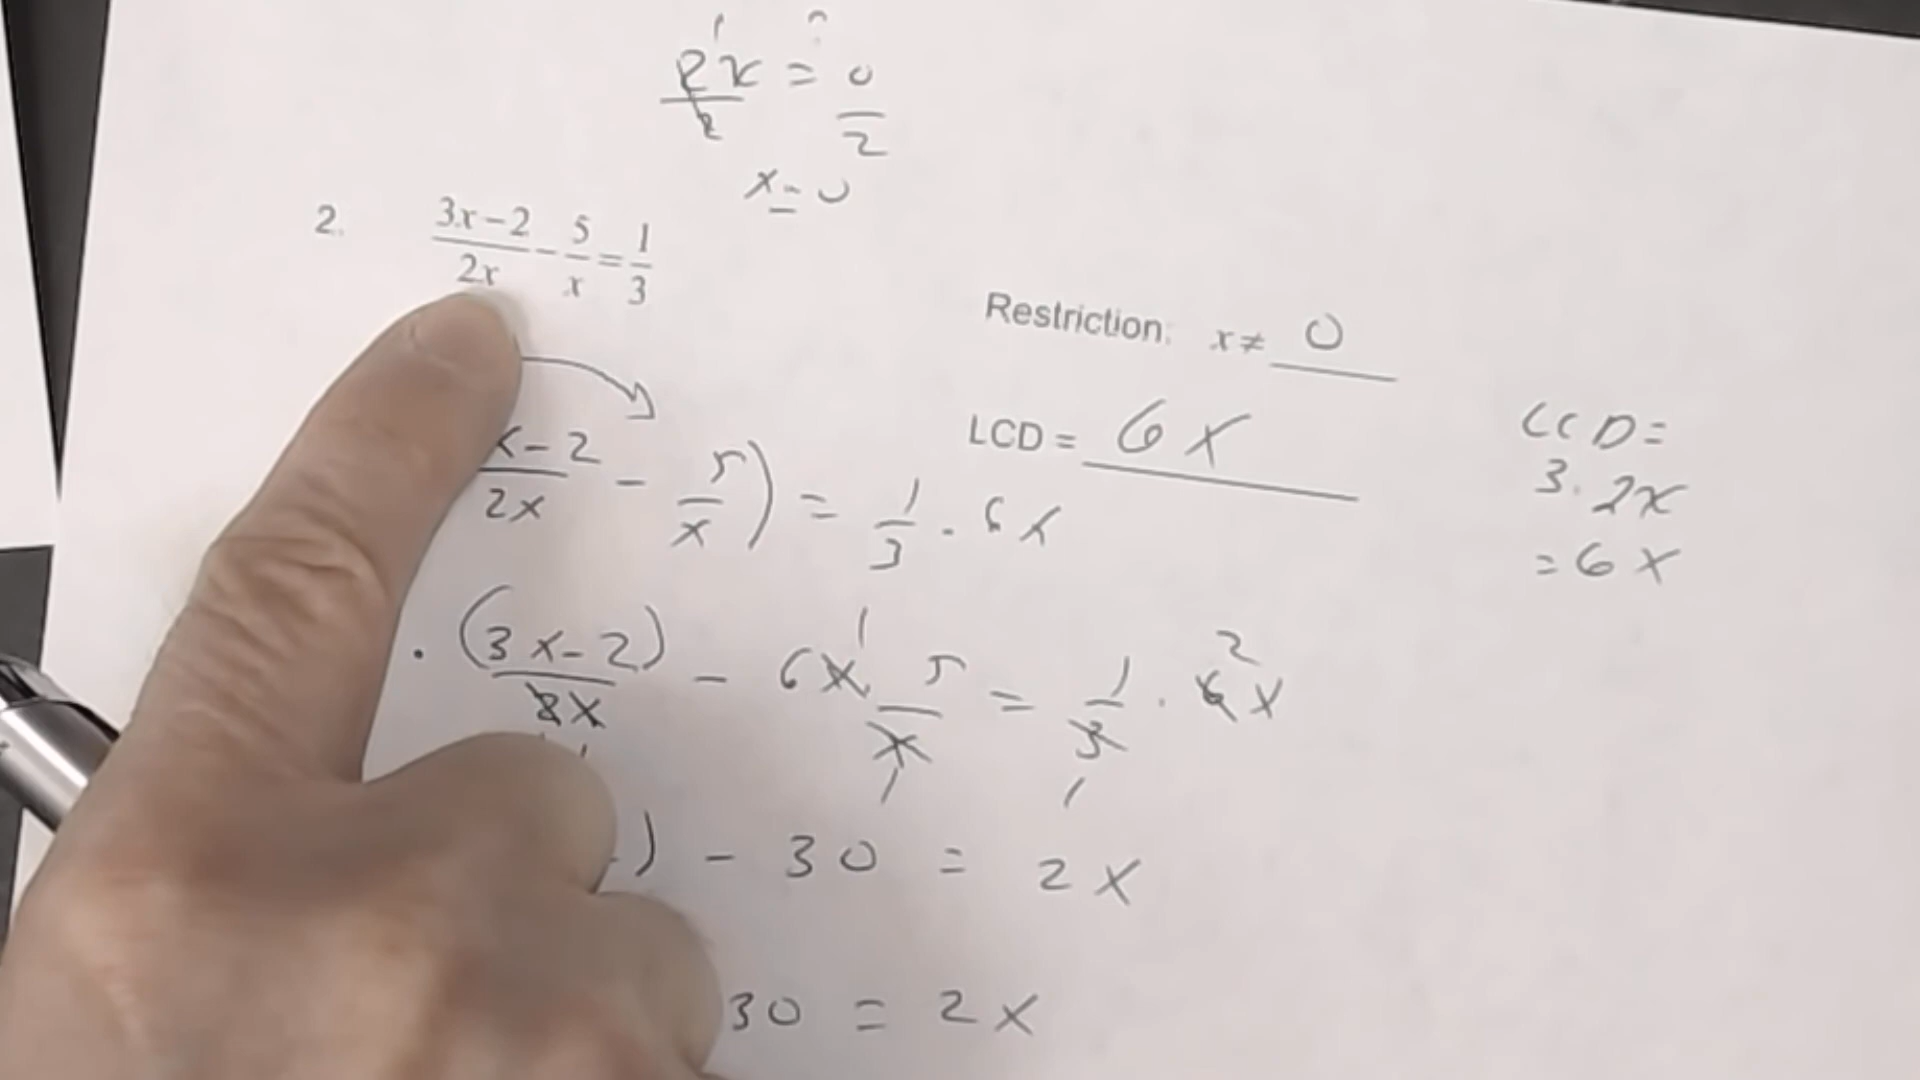 2x = 0
2 2
x = 0
2. (3x-2)/(2x) - 5/x = 1/3
Restriction: x ≠ 0
LCD = 6x
LCD =
3 · 2x
= 6x
x-2/2x - 5/x) = 1/3 · 6x
· (3x-2)/2x - 6x · 5/x = 1/3 · 6x
) - 30 = 2x
30 = 2x